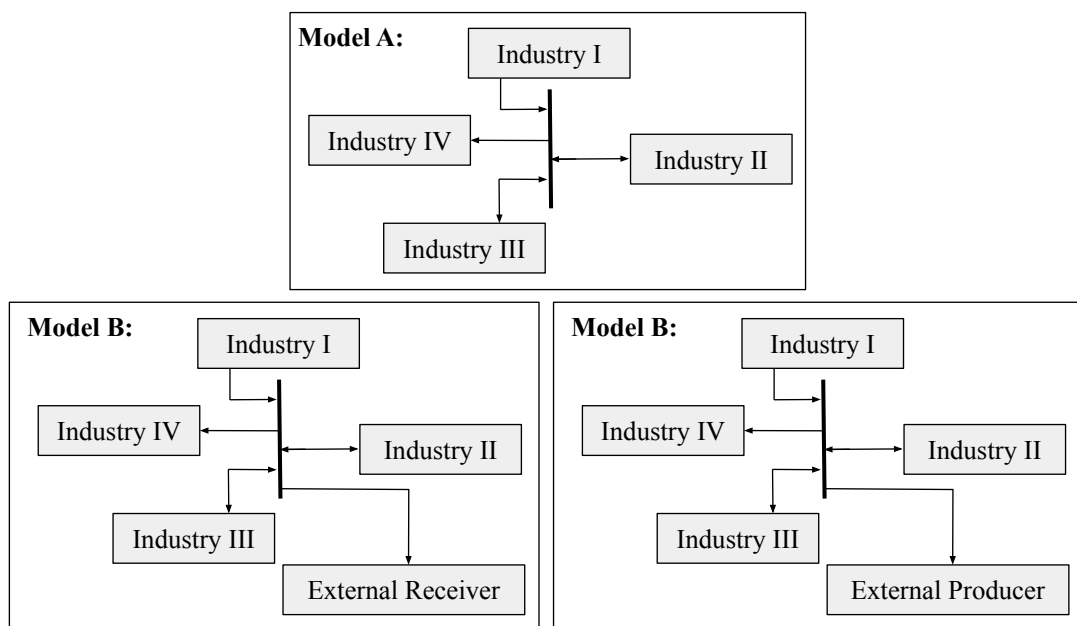 Model A:
Industry I
Industry IV
Industry II
Industry III
Model B:
Industry I
Industry IV
Industry II
Industry III
External Receiver
Model B:
Industry I
Industry IV
Industry II
Industry III
External Producer